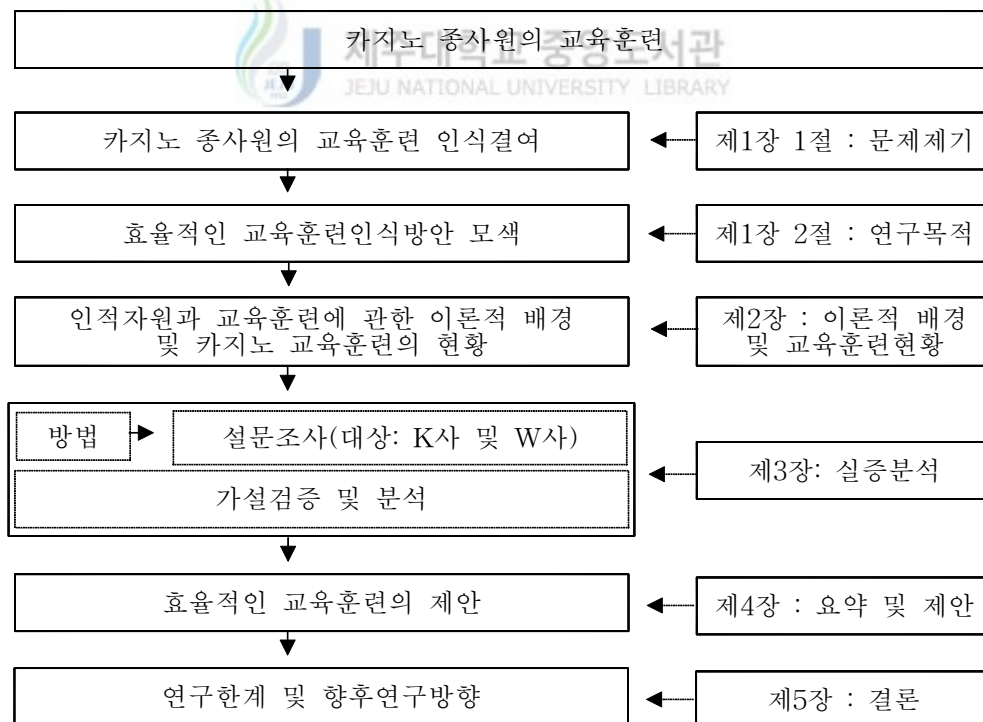 카지노 종사원의 교육훈련
제주대학교 중앙도서관
JEJU NATIONAL UNIVERSITY LIBRARY
카지노 종사원의 교육훈련 인식결여
제1장 1절 : 문제제기
효율적인 교육훈련인식방안 모색
제1장 2절 : 연구목적
인적자원과 교육훈련에 관한 이론적 배경
및 카지노 교육훈련의 현황
제2장 : 이론적 배경
및 교육훈련현황
방법
설문조사(대상: K사 및 W사)
가설검증 및 분석
제3장: 실증분석
효율적인 교육훈련의 제안
제4장 : 요약 및 제안
연구한계 및 향후연구방향
제5장 : 결론